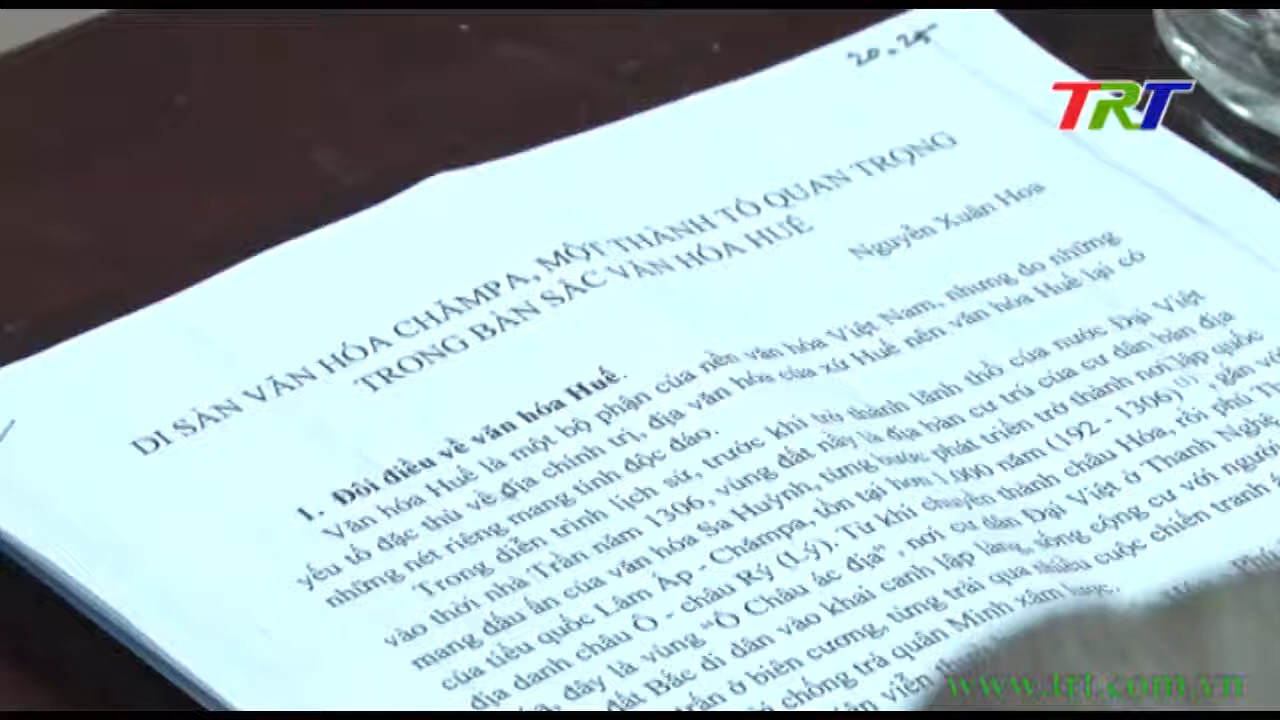 20.25
TRT
DI SẢN VĂN HÓA CHĂMPA, MỘT THÀNH TỐ QUAN TRỌNG
TRONG BẢN SẮC VĂN HÓA HUẾ
Nguyễn Xuân Hoa
1. Đôi điều về văn hóa Huế.
Văn hóa Huế là một bộ phận của nền văn hóa Việt Nam, nhưng do những
yếu tố đặc thù về địa chính trị, địa văn hóa của xứ Huế nên văn hóa Huế lại có
những nét riêng mang tính độc đáo.
Trong diễn trình lịch sử, trước khi trở thành lãnh thổ của nước Đại Việt
vào thời nhà Trần năm 1306, vùng đất này là địa bàn cư trú của cư dân bản địa
mang dấu ấn của văn hóa Sa Huỳnh, từng bước phát triển trở thành nơi lập quốc
của tiểu quốc Lâm Ấp - Chămpa, tồn tại hơn 1.000 năm (192 - 1306) (1), gắn với
địa danh châu Ô - châu Rý (Lý). Từ khi chuyển thành châu Hóa, rồi phủ
đây là vùng "Ô Châu ác địa", nơi cư dân Đại Việt ở Thanh Nghệ,
đất Bắc di dân vào khai canh lập làng, sống cộng cư với người
trấn ở biên cương, từng trải qua nhiều cuộc chiến tranh
chống trả quân Minh xâm lược,
viễn
www.trt.com.vn